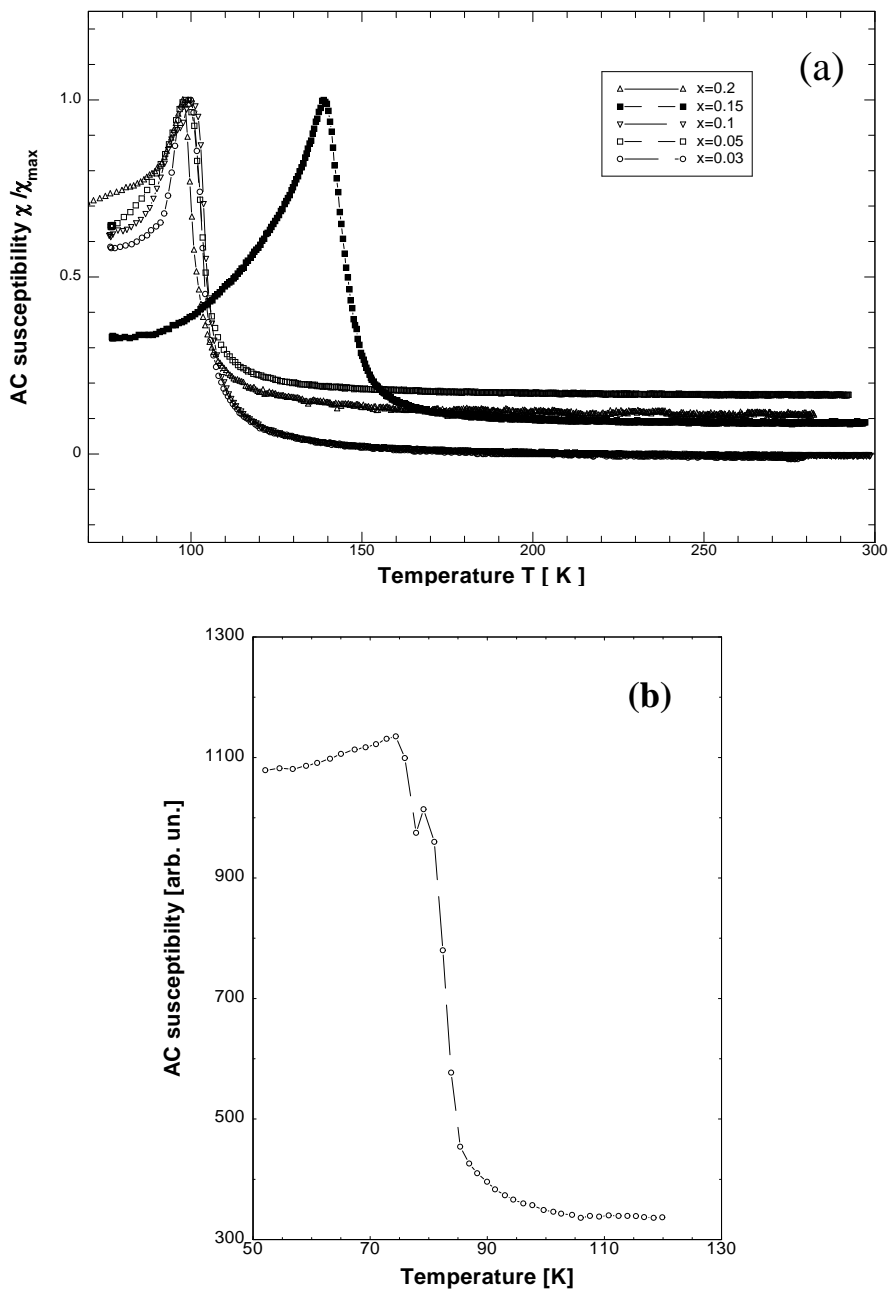 (a)
x=0.2
x=0.15
x=0.1
x=0.05
x=0.03
1.0
0.5
0
AC susceptibility χ /χmax
100
150
200
250
300
Temperature T [ K ]
1300
1100
900
700
500
300
(b)
AC susceptibilty [arb. un.]
50
70
90
110
130
Temperature [K]